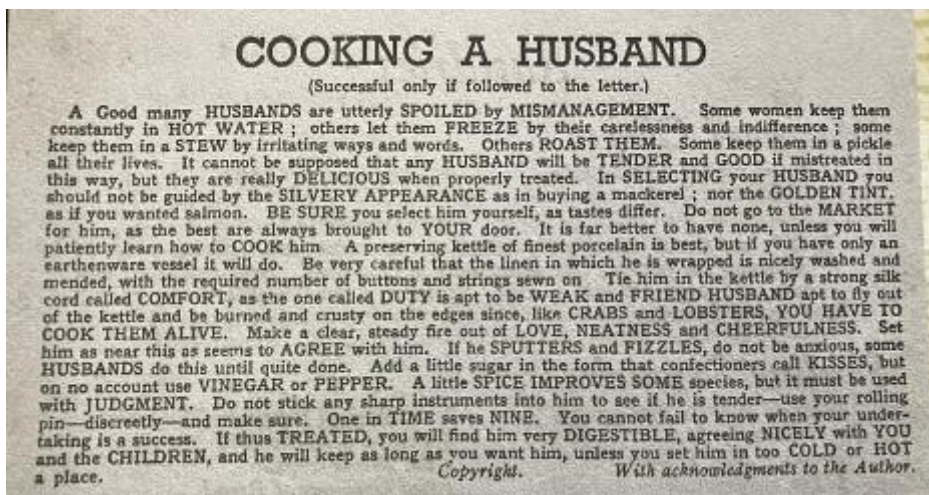 COOKING A HUSBAND
(Successful only if followed to the letter.)
A Good many HUSBANDS are utterly SPOILED by MISMANAGEMENT. Some women keep them
constantly in HOT WATER ; others let them FREEZE by their carelessness and indifference ; some
keep them in a STEW by irritating ways and words. Others ROAST THEM. Some keep them in a pickle
all their lives. It cannot be supposed that any HUSBAND will be TENDER and GOOD if mistreated in
this way, but they are really DELICIOUS when properly treated. In SELECTING your HUSBAND you
should not be guided by the SILVERY APPEARANCE as in buying a mackerel ; nor the GOLDEN TINT,
as if you wanted salmon. BE SURE you select him yourself, as tastes differ. Do not go to the MARKET
for him, as the best are always brought to YOUR door. It is far better to have none, unless you will
patiently learn how to COOK him A preserving kettle of finest porcelain is best, but if you have only an
earthenware vessel it will do. Be very careful that the linen in which he is wrapped is nicely washed and
mended, with the required number of buttons and strings sewn on Tie him in the kettle by a strong silk
cord called COMFORT, as the one called DUTY is apt to be WEAK and FRIEND HUSBAND apt to fly out
of the kettle and be burned and crusty on the edges since, like CRABS and LOBSTERS, YOU HAVE TO
COOK THEM ALIVE. Make a clear, steady fire out of LOVE, NEATNESS and CHEERFULNESS. Set
him as near this as seems to AGREE with him. If he SPUTTERS and FIZZLES, do not be anxious, some
HUSBANDS do this until quite done. Add a little sugar in the form that confectioners call KISSES, but
on no account use VINEGAR or PEPPER. A little SPICE IMPROVES SOME species, but it must be used
with JUDGMENT. Do not stick any sharp instruments into him to see if he is tender—use your rolling
pin—discreetly—and make sure. One in TIME saves NINE. You cannot fail to know when your under-
taking is a success. If thus TREATED, you will find him very DIGESTIBLE, agreeing NICELY with YOU
and the CHILDREN, and he will keep as long as you want him, unless you set him in too COLD or HOT
a place. Copyright. With acknowledgments to the Author.